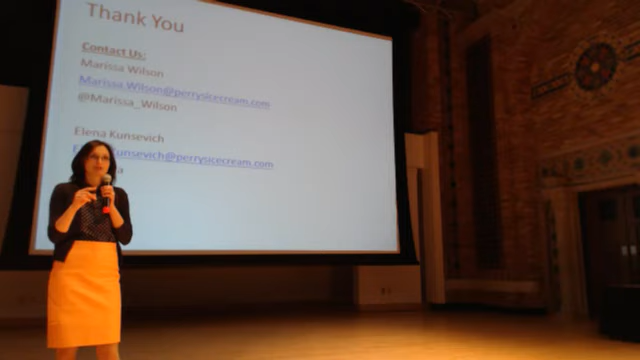 Thank You
Contact Us:
Marissa Wilson
Marissa.Wilson@perrysicecream.com
@Marissa_Wilson
Elena Kunsevich
Kunsevich@perrysicecream.com